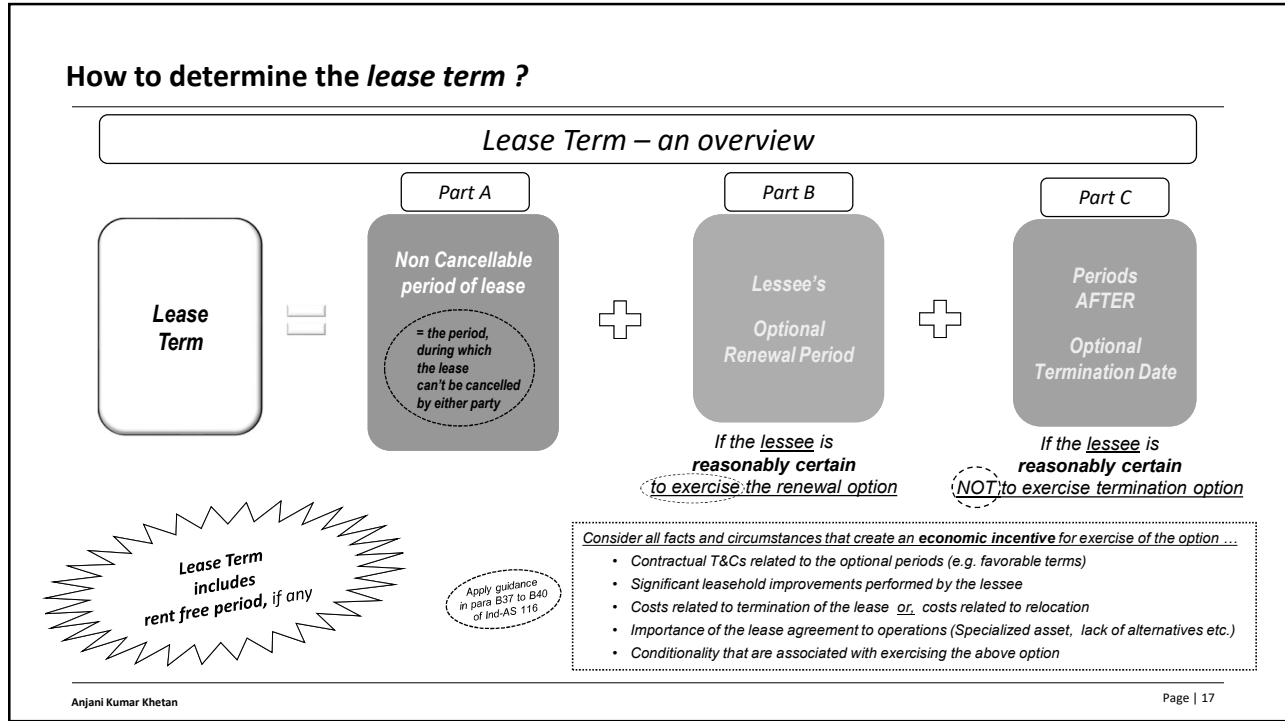 How to determine the lease term ?
Lease Term – an overview
Part A
Part B
Part C
Lease
Term
=
Non Cancellable
period of lease
= the period,
during which
the lease
can't be cancelled
by either party
+
Lessee's
Optional
Renewal Period
+
Periods
AFTER
Optional
Termination Date
If the lessee is
reasonably certain
to exercise the renewal option
If the lessee is
reasonably certain
NOT to exercise termination option
Lease Term
includes
rent free period, if any
Apply guidance
in para B37 to B40
of Ind-AS 116
Consider all facts and circumstances that create an economic incentive for exercise of the option …
• Contractual T&Cs related to the optional periods (e.g. favorable terms)
• Significant leasehold improvements performed by the lessee
• Costs related to termination of the lease or, costs related to relocation
• Importance of the lease agreement to operations (Specialized asset, lack of alternatives etc.)
• Conditionality that are associated with exercising the above option
Anjani Kumar Khetan
Page | 17